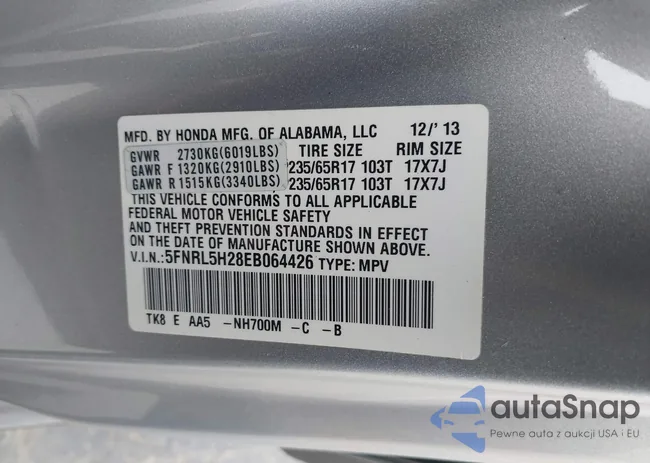 MFD. BY HONDA MFG. OF ALABAMA, LLC 12/' 13
GVWR 2730KG(6019LBS) TIRE SIZE RIM SIZE
GAWR F 1320KG(2910LBS) 235/65R17 103T 17X7J
GAWR R 1515KG(3340LBS) 235/65R17 103T 17X7J
THIS VEHICLE CONFORMS TO ALL APPLICABLE
FEDERAL MOTOR VEHICLE SAFETY
AND THEFT PREVENTION STANDARDS IN EFFECT
ON THE DATE OF MANUFACTURE SHOWN ABOVE.
V.I.N.: 5FNRL5H28EB064426 TYPE: MPV
TK8 E AA5 -NH700M -C -B
autaSnap
Pewne auta z aukcji USA i EU